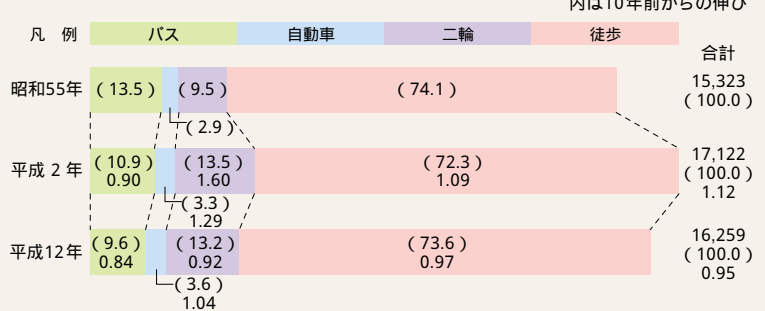 内は10年前からの伸び
凡 例 バス 自動車 二輪 徒歩
合計
昭和55年 (13.5) (9.5) (74.1) 15,323
(100.0)
(2.9)
平成 2 年 (10.9) (13.5) (72.3) 17,122
0.90 1.60 1.09 (100.0)
1.12
(3.3)
1.29
平成12年 (9.6) (13.2) (73.6) 16,259
0.84 0.92 0.97 (100.0)
0.95
(3.6)
1.04